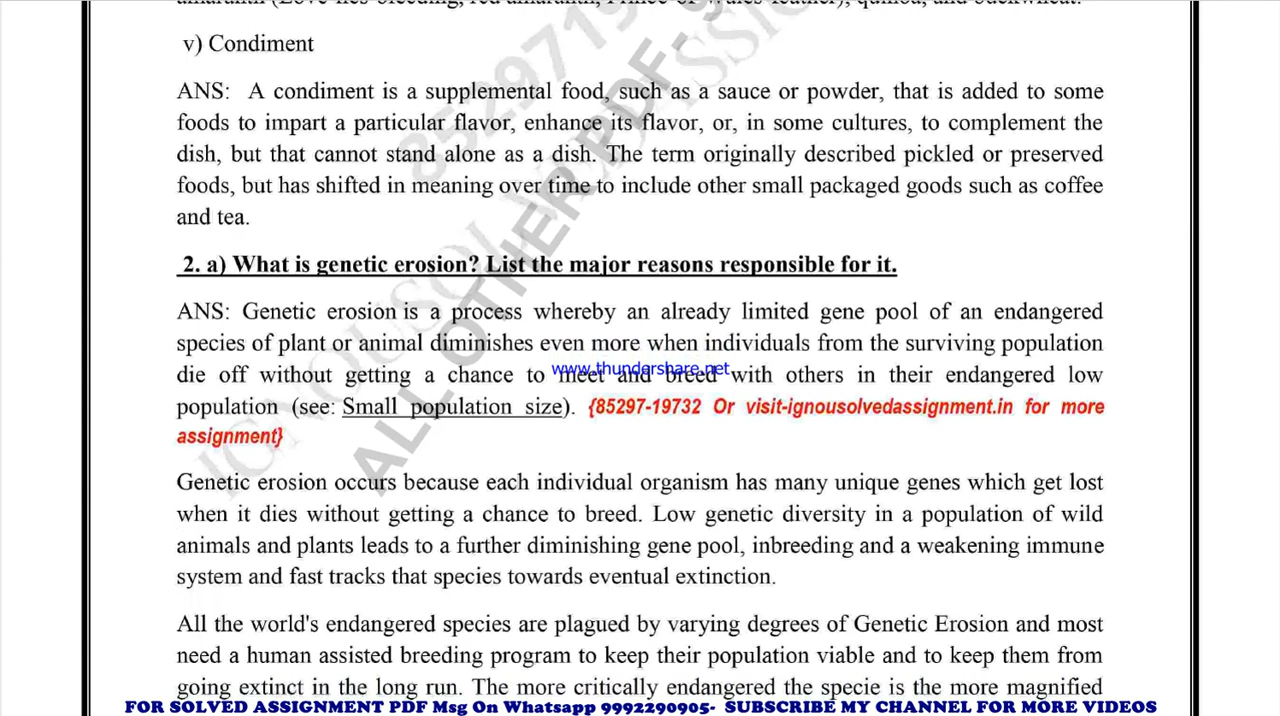 v) Condiment
ANS: A condiment is a supplemental food, such as a sauce or powder, that is added to some
foods to impart a particular flavor, enhance its flavor, or, in some cultures, to complement the
dish, but that cannot stand alone as a dish. The term originally described pickled or preserved
foods, but has shifted in meaning over time to include other small packaged goods such as coffee
and tea.
2. a) What is genetic erosion? List the major reasons responsible for it.
ANS: Genetic erosion is a process whereby an already limited gene pool of an endangered
species of plant or animal diminishes even more when individuals from the surviving population
www.thundershare.net
die off without getting a chance to meet and breed with others in their endangered low
population (see: Small population size). {85297-19732 Or visit-ignousolvedassignment.in for more
assignment}
Genetic erosion occurs because each individual organism has many unique genes which get lost
when it dies without getting a chance to breed. Low genetic diversity in a population of wild
animals and plants leads to a further diminishing gene pool, inbreeding and a weakening immune
system and fast tracks that species towards eventual extinction.
All the world's endangered species are plagued by varying degrees of Genetic Erosion and most
need a human assisted breeding program to keep their population viable and to keep them from
going extinct in the long run. The more critically endangered the specie is the more magnified
FOR SOLVED ASSIGNMENT PDF Msg On Whatsapp 9992290905- SUBSCRIBE MY CHANNEL FOR MORE VIDEOS
ALL OTHER PDF-